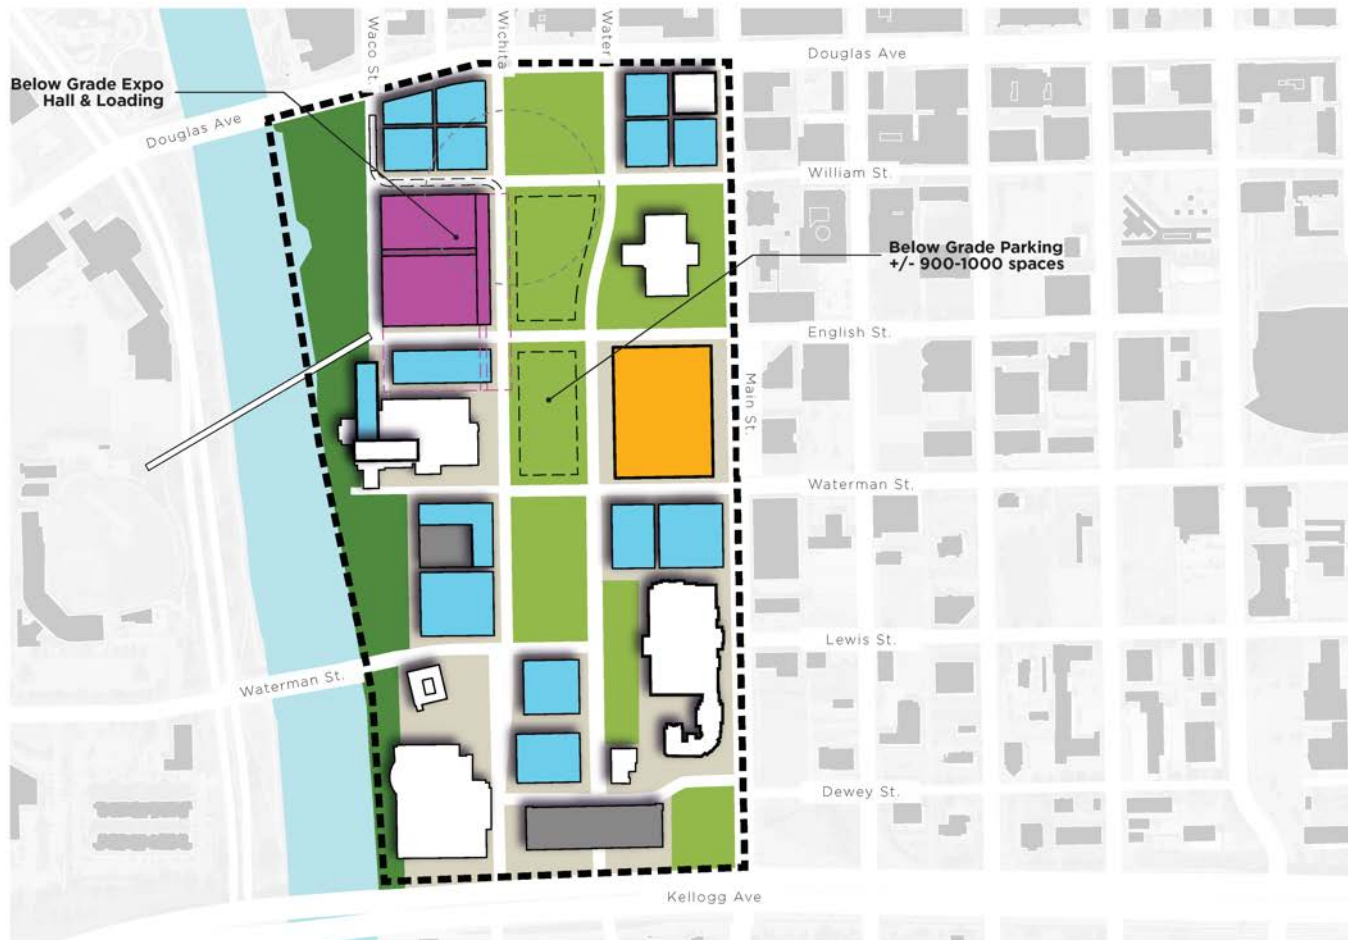 Waco St.
Wichita
Water
Douglas Ave
Below Grade Expo
Hall & Loading
Douglas Ave
William St.
Below Grade Parking
+/- 900-1000 spaces
English St.
Main St.
Waterman St.
Lewis St.
Waterman St.
Dewey St.
Kellogg Ave